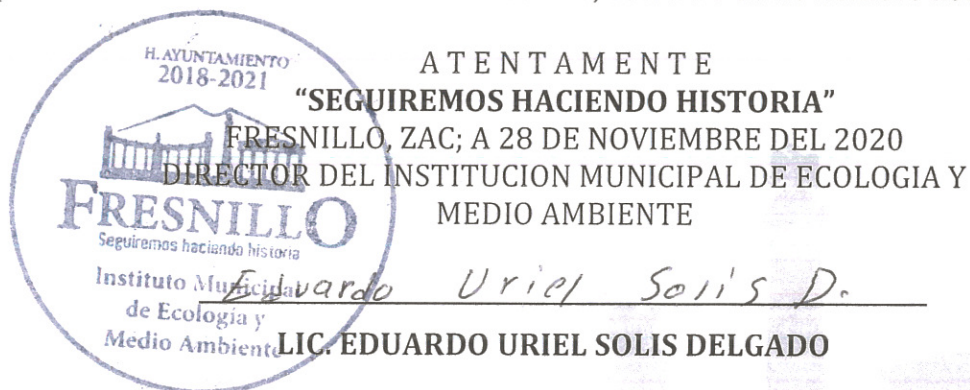 H. AYUNTAMIENTO
2018-2021
FRESNILLO
Seguiremos haciendo historia
Instituto Municipal
de Ecología y
Medio Ambiente
ATENTAMENTE
"SEGUIREMOS HACIENDO HISTORIA"
FRESNILLO, ZAC; A 28 DE NOVIEMBRE DEL 2020
DIRECTOR DEL INSTITUCION MUNICIPAL DE ECOLOGIA Y
MEDIO AMBIENTE
Eduardo Uriel Solis D.
LIC. EDUARDO URIEL SOLIS DELGADO